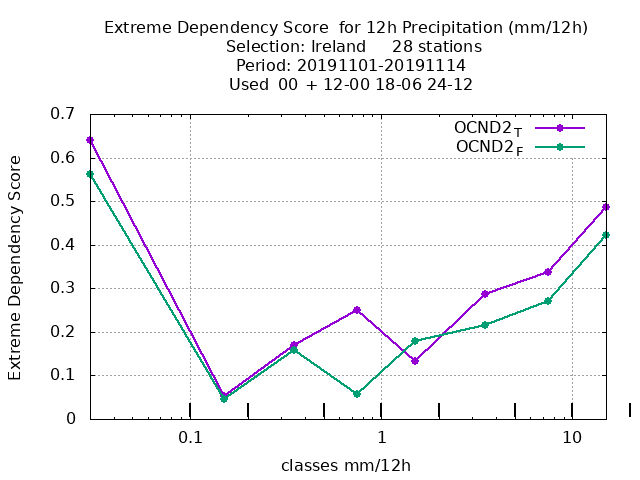 Extreme Dependency Score  for 12h Precipitation (mm/12h)
Selection: Ireland     28 stations
Period: 20191101-20191114
Used  00 + 12-00 18-06 24-12
OCND2T
OCND2F
0.7
0.6
0.5
0.4
0.3
0.2
0.1
0
Extreme Dependency Score
0.1 1 10
classes mm/12h